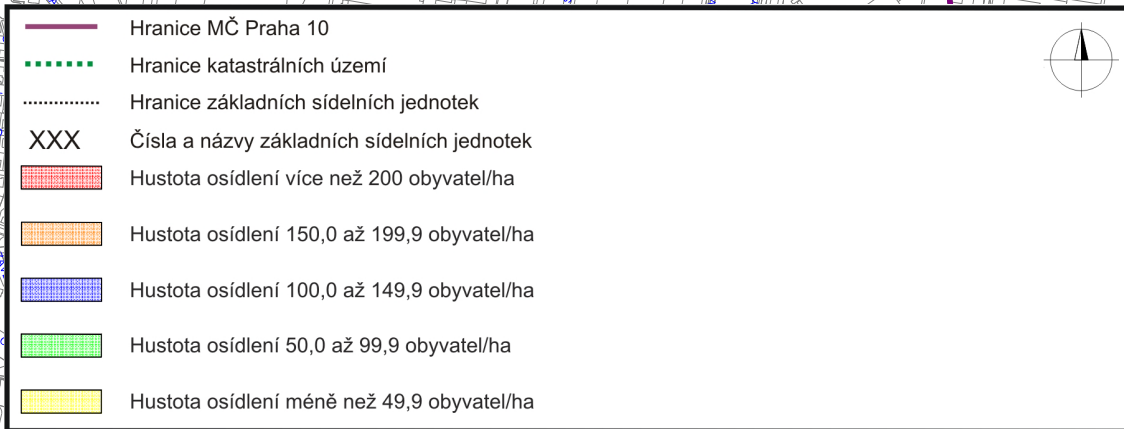 Hranice MČ Praha 10
Hranice katastrálních území
Hranice základních sídelních jednotek
XXX Čísla a názvy základních sídelních jednotek
Hustota osídlení více než 200 obyvatel/ha
Hustota osídlení 150,0 až 199,9 obyvatel/ha
Hustota osídlení 100,0 až 149,9 obyvatel/ha
Hustota osídlení 50,0 až 99,9 obyvatel/ha
Hustota osídlení méně než 49,9 obyvatel/ha